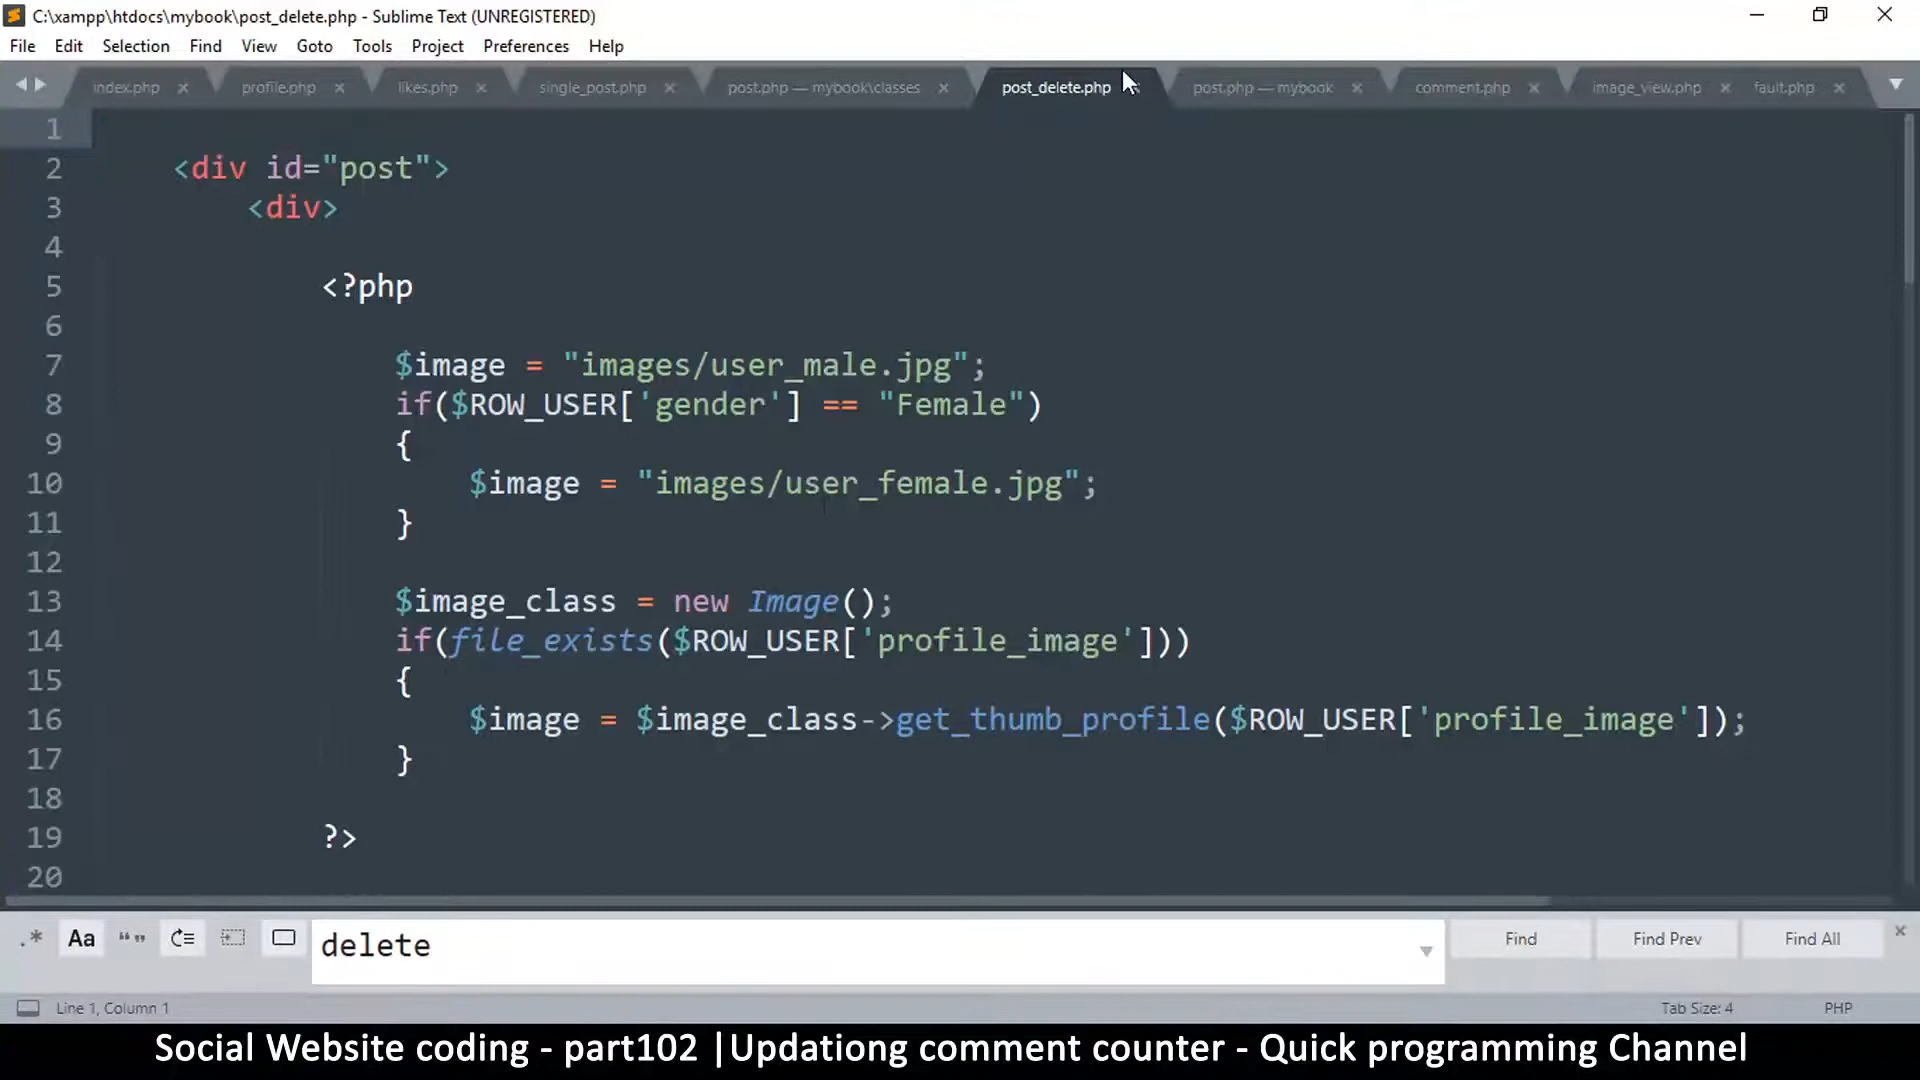 C:\xampp\htdocs\mybook\post_delete.php - Sublime Text (UNREGISTERED)
File Edit Selection Find View Goto Tools Project Preferences Help
index.php profile.php likes.php single_post.php post.php — mybook\classes post_delete.php post.php — mybook comment.php image_view.php fault.php
1
2 <div id="post">
3 <div>
4
5 <?php
6
7 $image = "images/user_male.jpg";
8 if($ROW_USER['gender'] == "Female")
9 {
10 $image = "images/user_female.jpg";
11 }
12
13 $image_class = new Image();
14 if(file_exists($ROW_USER['profile_image']))
15 {
16 $image = $image_class->get_thumb_profile($ROW_USER['profile_image']);
17 }
18
19 ?>
20
.* Aa “” delete Find Find Prev Find All
Line 1, Column 1 Tab Size: 4 PHP
Social Website coding - part102 |Updationg comment counter - Quick programming Channel